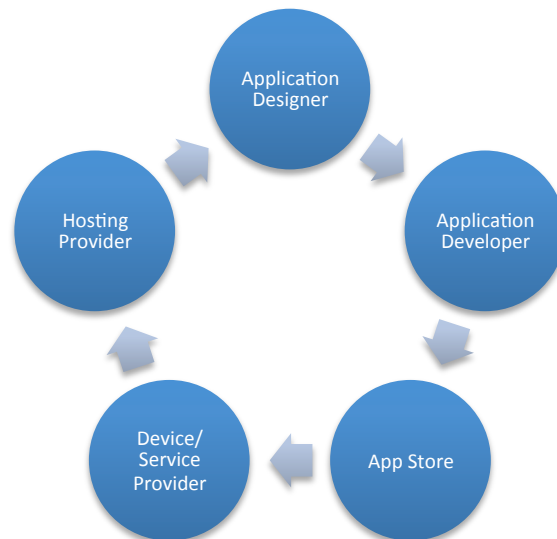 Application
Designer
Application
Developer
App Store
Device/
Service
Provider
Hosting
Provider